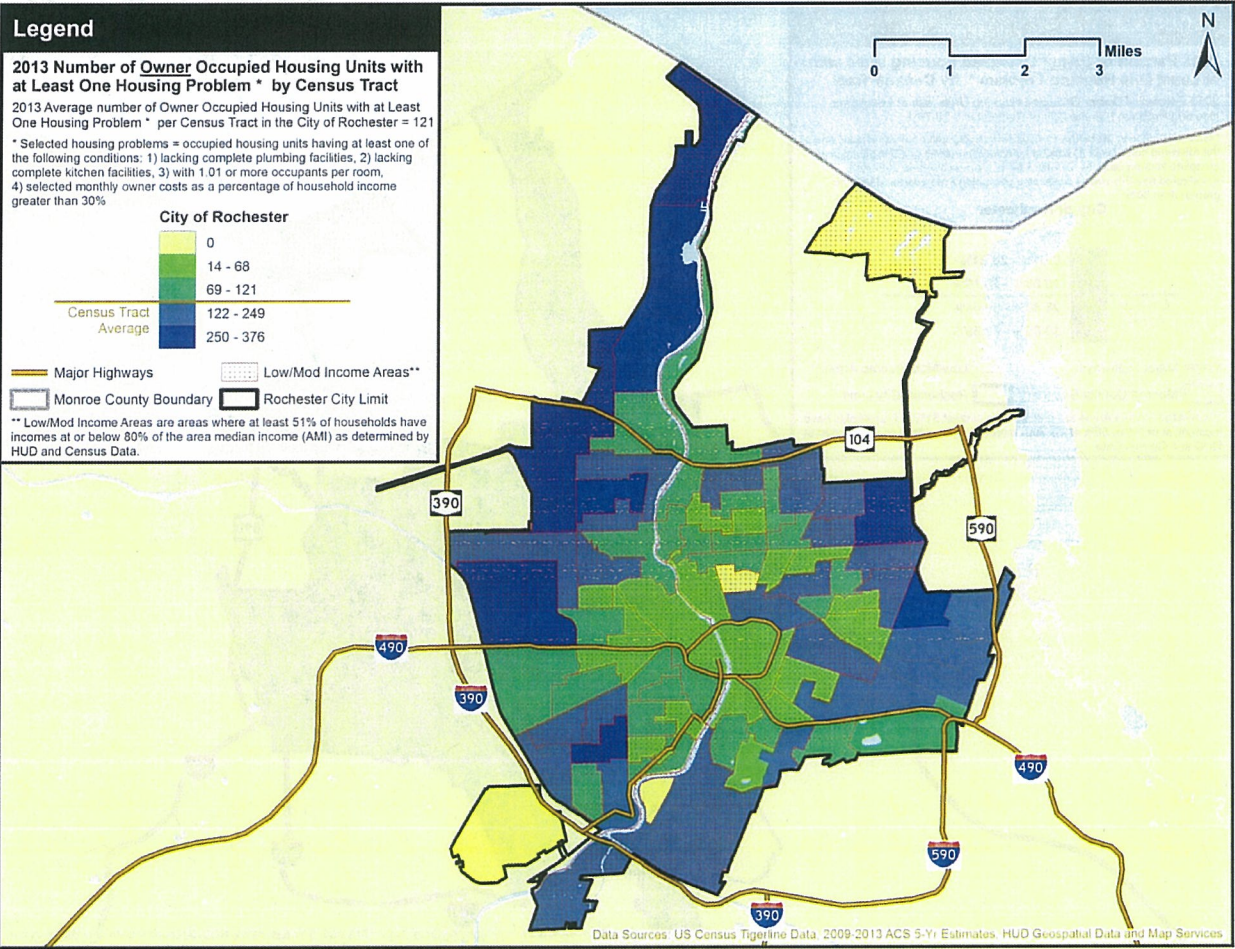 Legend
2013 Number of Owner Occupied Housing Units with
at Least One Housing Problem * by Census Tract
2013 Average number of Owner Occupied Housing Units with at Least
One Housing Problem * per Census Tract in the City of Rochester = 121
* Selected housing problems = occupied housing units having at least one of
the following conditions: 1) lacking complete plumbing facilities, 2) lacking
complete kitchen facilities, 3) with 1.01 or more occupants per room,
4) selected monthly owner costs as a percentage of household income
greater than 30%
City of Rochester
0
14 - 68
69 - 121
Census Tract
Average
122 - 249
250 - 376
Major Highways
Low/Mod Income Areas**
Monroe County Boundary
Rochester City Limit
** Low/Mod Income Areas are areas where at least 51% of households have
incomes at or below 80% of the area median income (AMI) as determined by
HUD and Census Data.
N
Miles
0 1 2 3
104
390
590
490
390
490
590
390
Data Sources: US Census Tigerline Data, 2009-2013 ACS 5-Yr Estimates, HUD Geospatial Data and Map Services